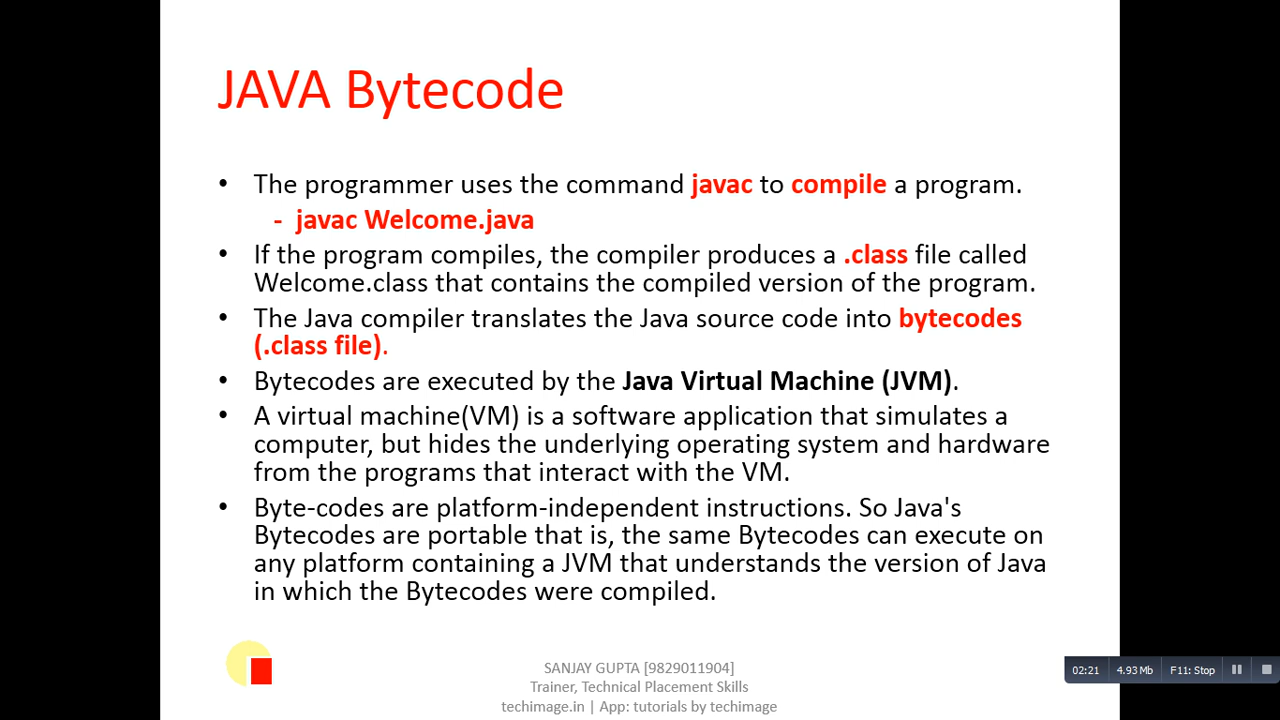 JAVA Bytecode
• The programmer uses the command javac to compile a program.
- javac Welcome.java
• If the program compiles, the compiler produces a .class file called
Welcome.class that contains the compiled version of the program.
• The Java compiler translates the Java source code into bytecodes
(.class file).
• Bytecodes are executed by the Java Virtual Machine (JVM).
• A virtual machine(VM) is a software application that simulates a
computer, but hides the underlying operating system and hardware
from the programs that interact with the VM.
• Byte-codes are platform-independent instructions. So Java's
Bytecodes are portable that is, the same Bytecodes can execute on
any platform containing a JVM that understands the version of Java
in which the Bytecodes were compiled.
SANJAY GUPTA [9829011904]
Trainer, Technical Placement Skills
techimage.in | App: tutorials by techimage
02:21 4.93 Mb F11: Stop